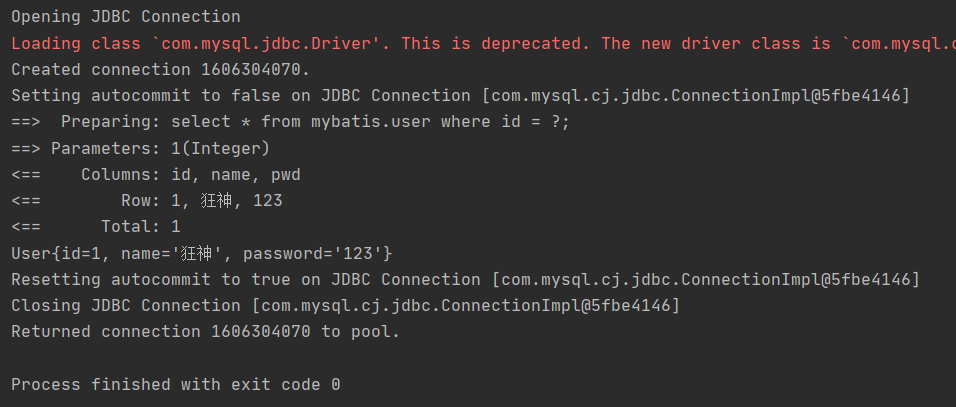 Opening JDBC Connection
Loading class `com.mysql.jdbc.Driver'. This is deprecated. The new driver class is `com.mysql.
Created connection 1606304070.
Setting autocommit to false on JDBC Connection [com.mysql.cj.jdbc.ConnectionImpl@5fbe4146]
==>  Preparing: select * from mybatis.user where id = ?;
==> Parameters: 1(Integer)
<==    Columns: id, name, pwd
<==        Row: 1, 狂神, 123
<==      Total: 1
User{id=1, name='狂神', password='123'}
Resetting autocommit to true on JDBC Connection [com.mysql.cj.jdbc.ConnectionImpl@5fbe4146]
Closing JDBC Connection [com.mysql.cj.jdbc.ConnectionImpl@5fbe4146]
Returned connection 1606304070 to pool.
Process finished with exit code 0